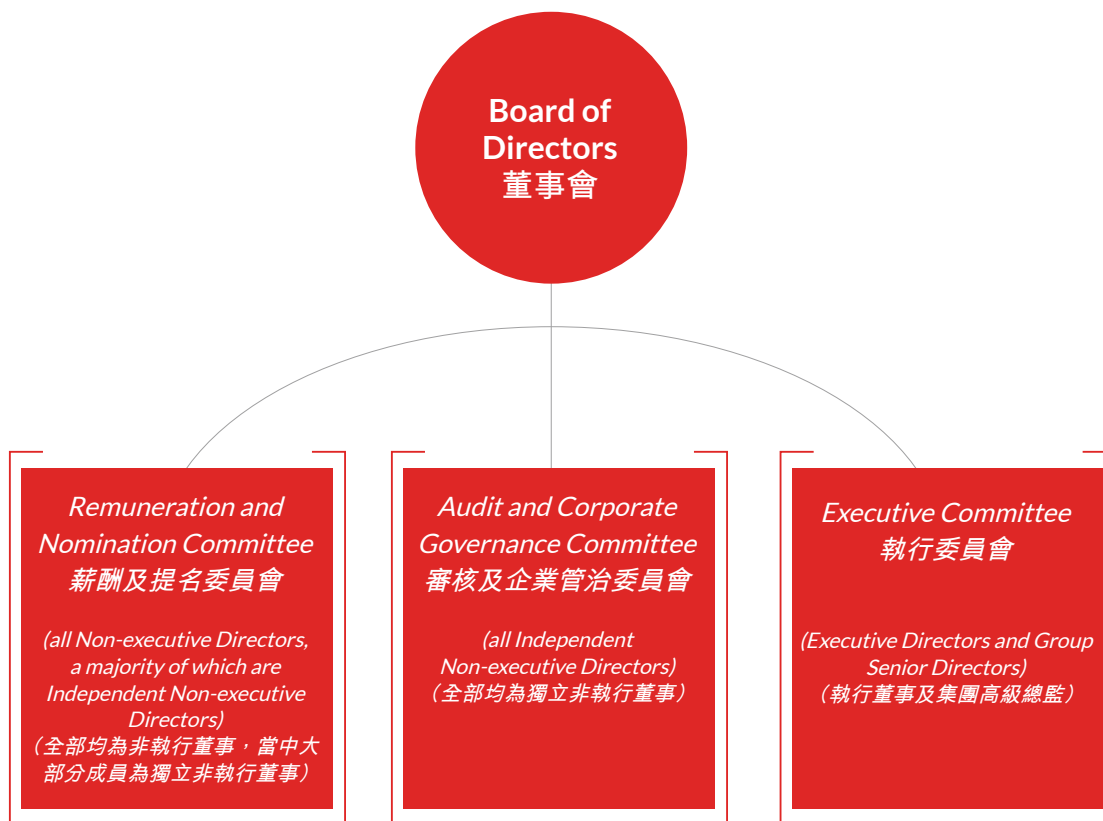 Board of
Directors
董事會
Remuneration and
Nomination Committee
薪酬及提名委員會
(all Non-executive Directors,
a majority of which are
Independent Non-executive
Directors)
（全部均為非執行董事，當中大
部分成員為獨立非執行董事）
Audit and Corporate
Governance Committee
審核及企業管治委員會
(all Independent
Non-executive Directors)
（全部均為獨立非執行董事）
Executive Committee
執行委員會
(Executive Directors and Group
Senior Directors)
（執行董事及集團高級總監）